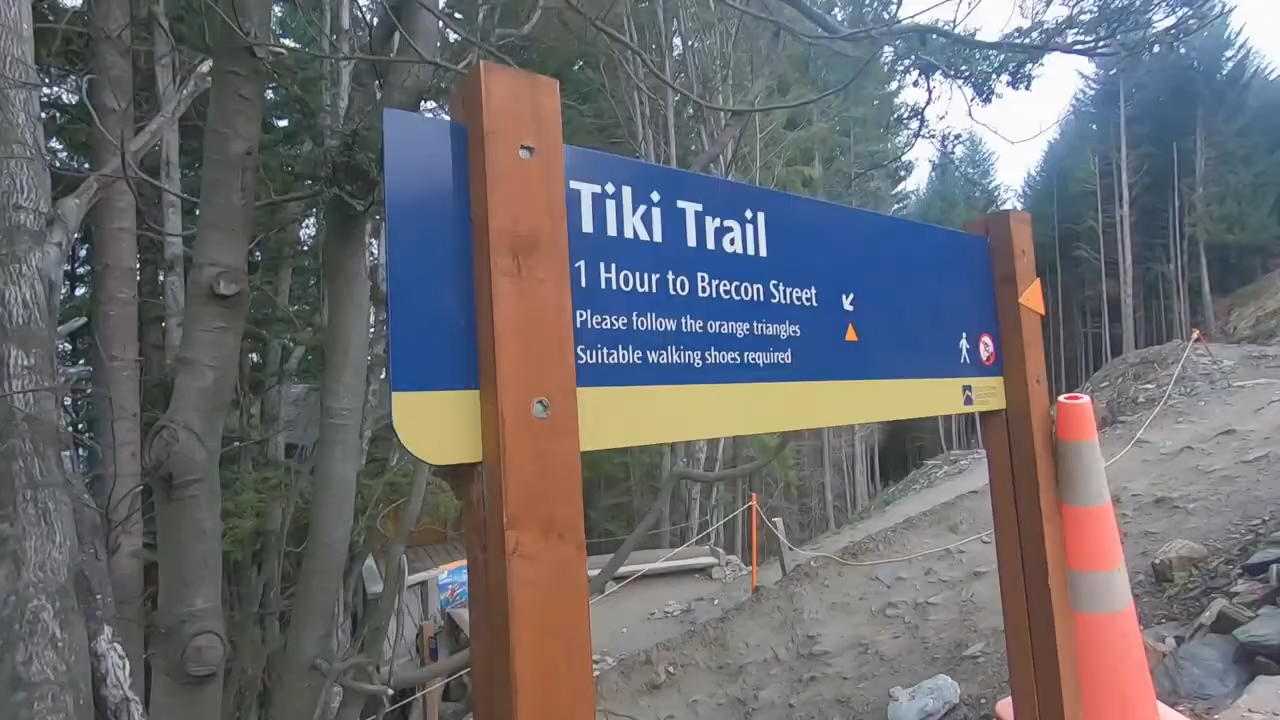 Tiki Trail
1 Hour to Brecon Street
Please follow the orange triangles
Suitable walking shoes required